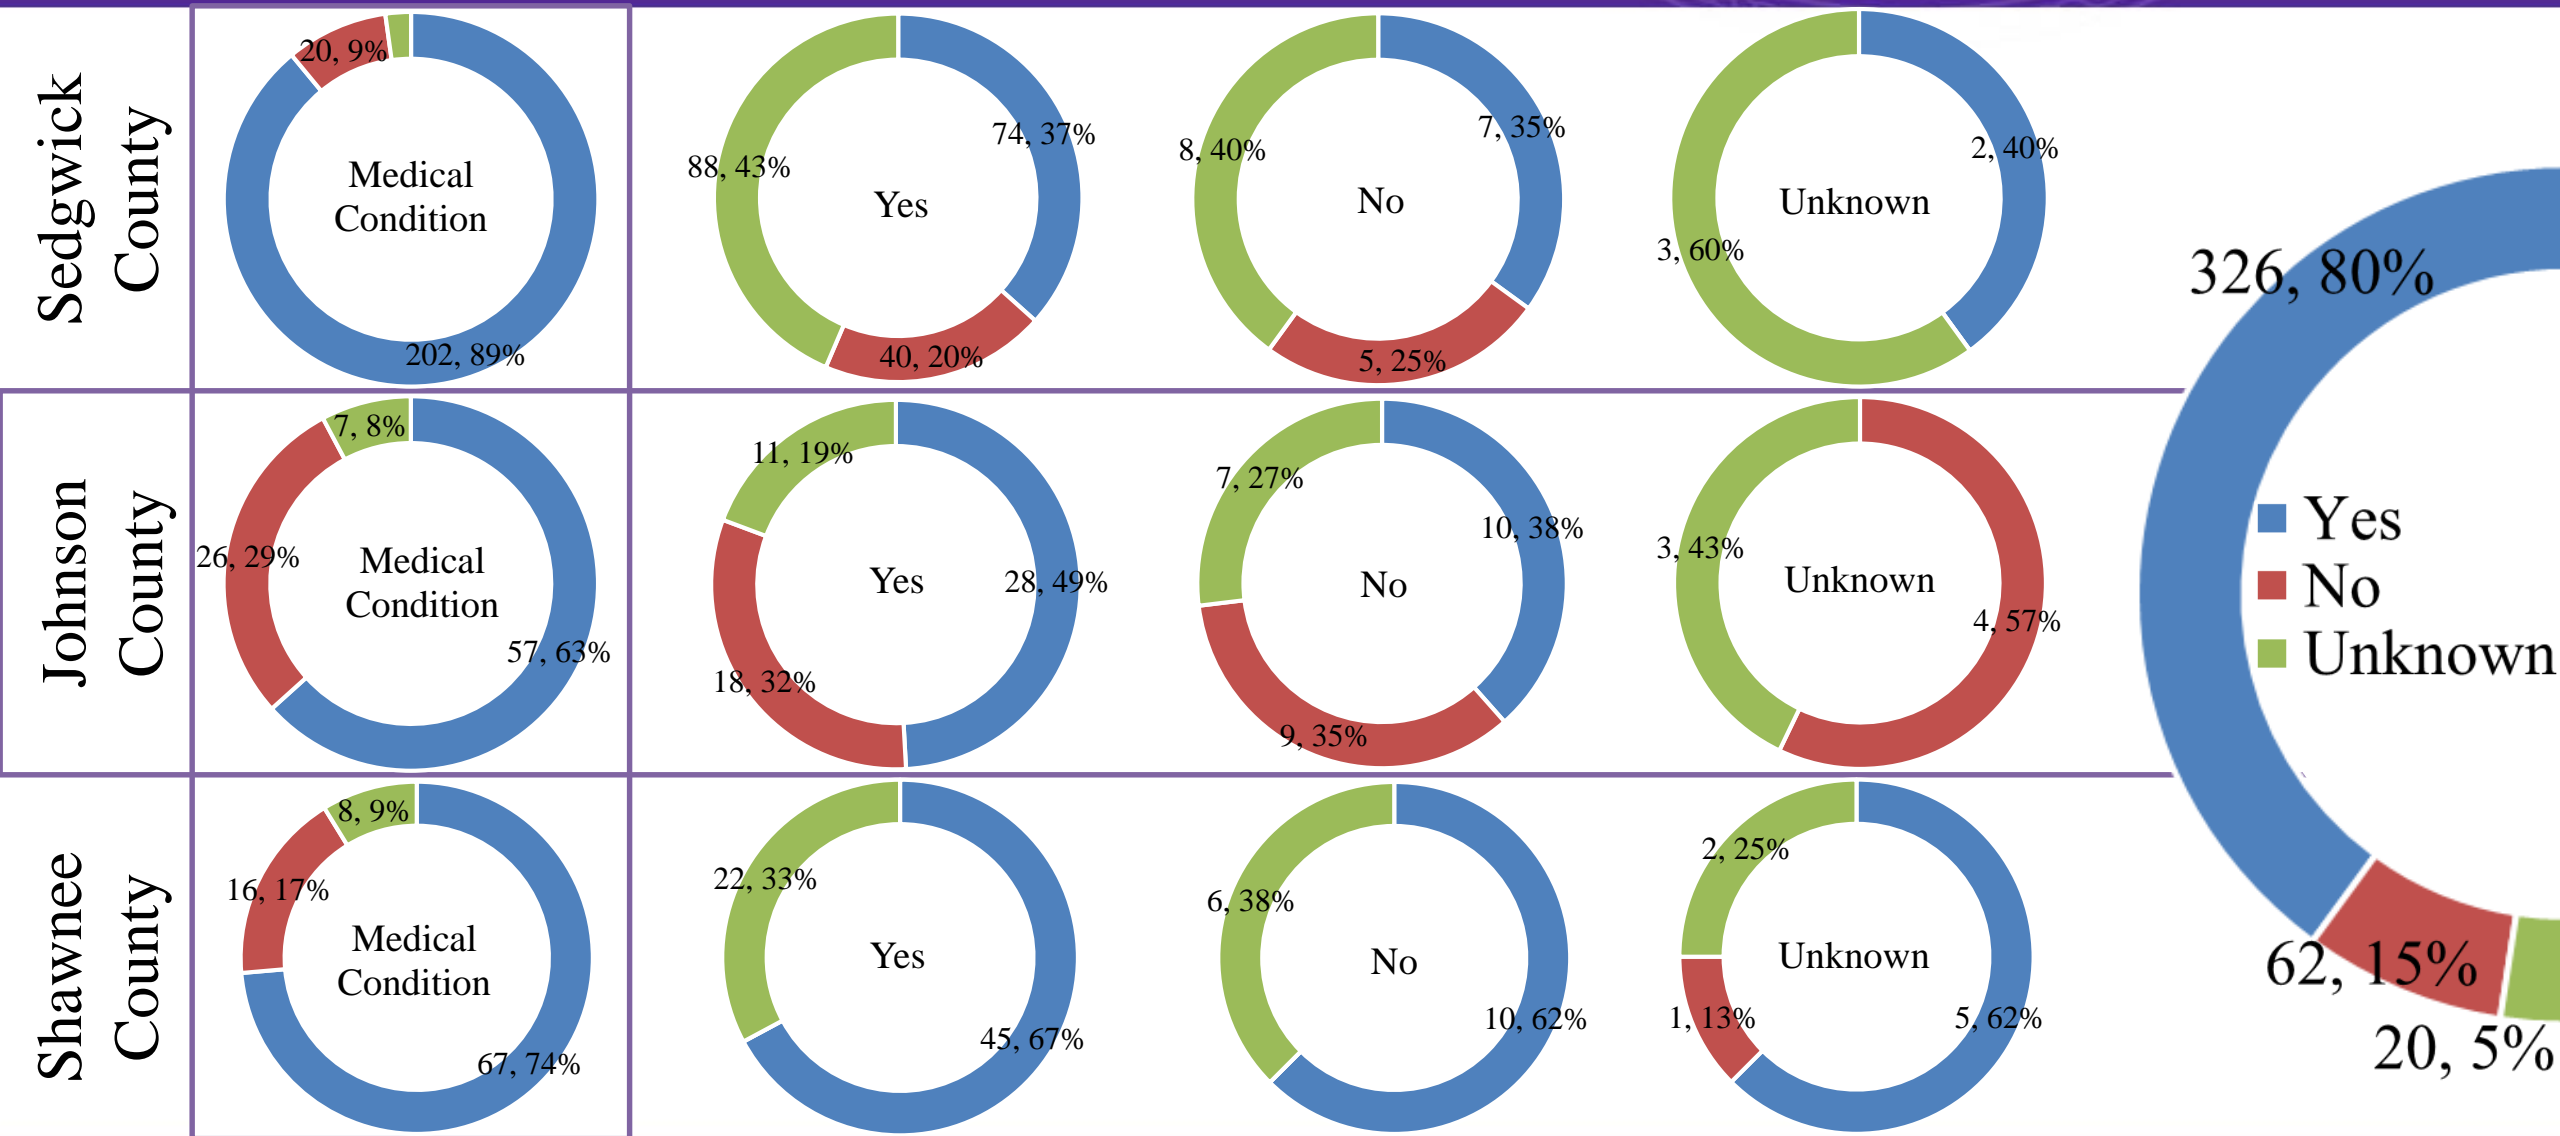 Sedgwick
County
20, 9%
Medical
Condition
202, 89%
74, 37%
88, 43%
Yes
40, 20%
7, 35%
8, 40%
No
5, 25%
2, 40%
Unknown
3, 60%
Johnson
County
7, 8%
26, 29%
Medical
Condition
57, 63%
11, 19%
Yes
28, 49%
18, 32%
7, 27%
10, 38%
No
9, 35%
3, 43%
Unknown
4, 57%
Shawnee
County
8, 9%
16, 17%
Medical
Condition
67, 74%
22, 33%
Yes
45, 67%
6, 38%
No
10, 62%
2, 25%
Unknown
1, 13%
5, 62%
326, 80%
Yes
No
Unknown
62, 15%
20, 5%